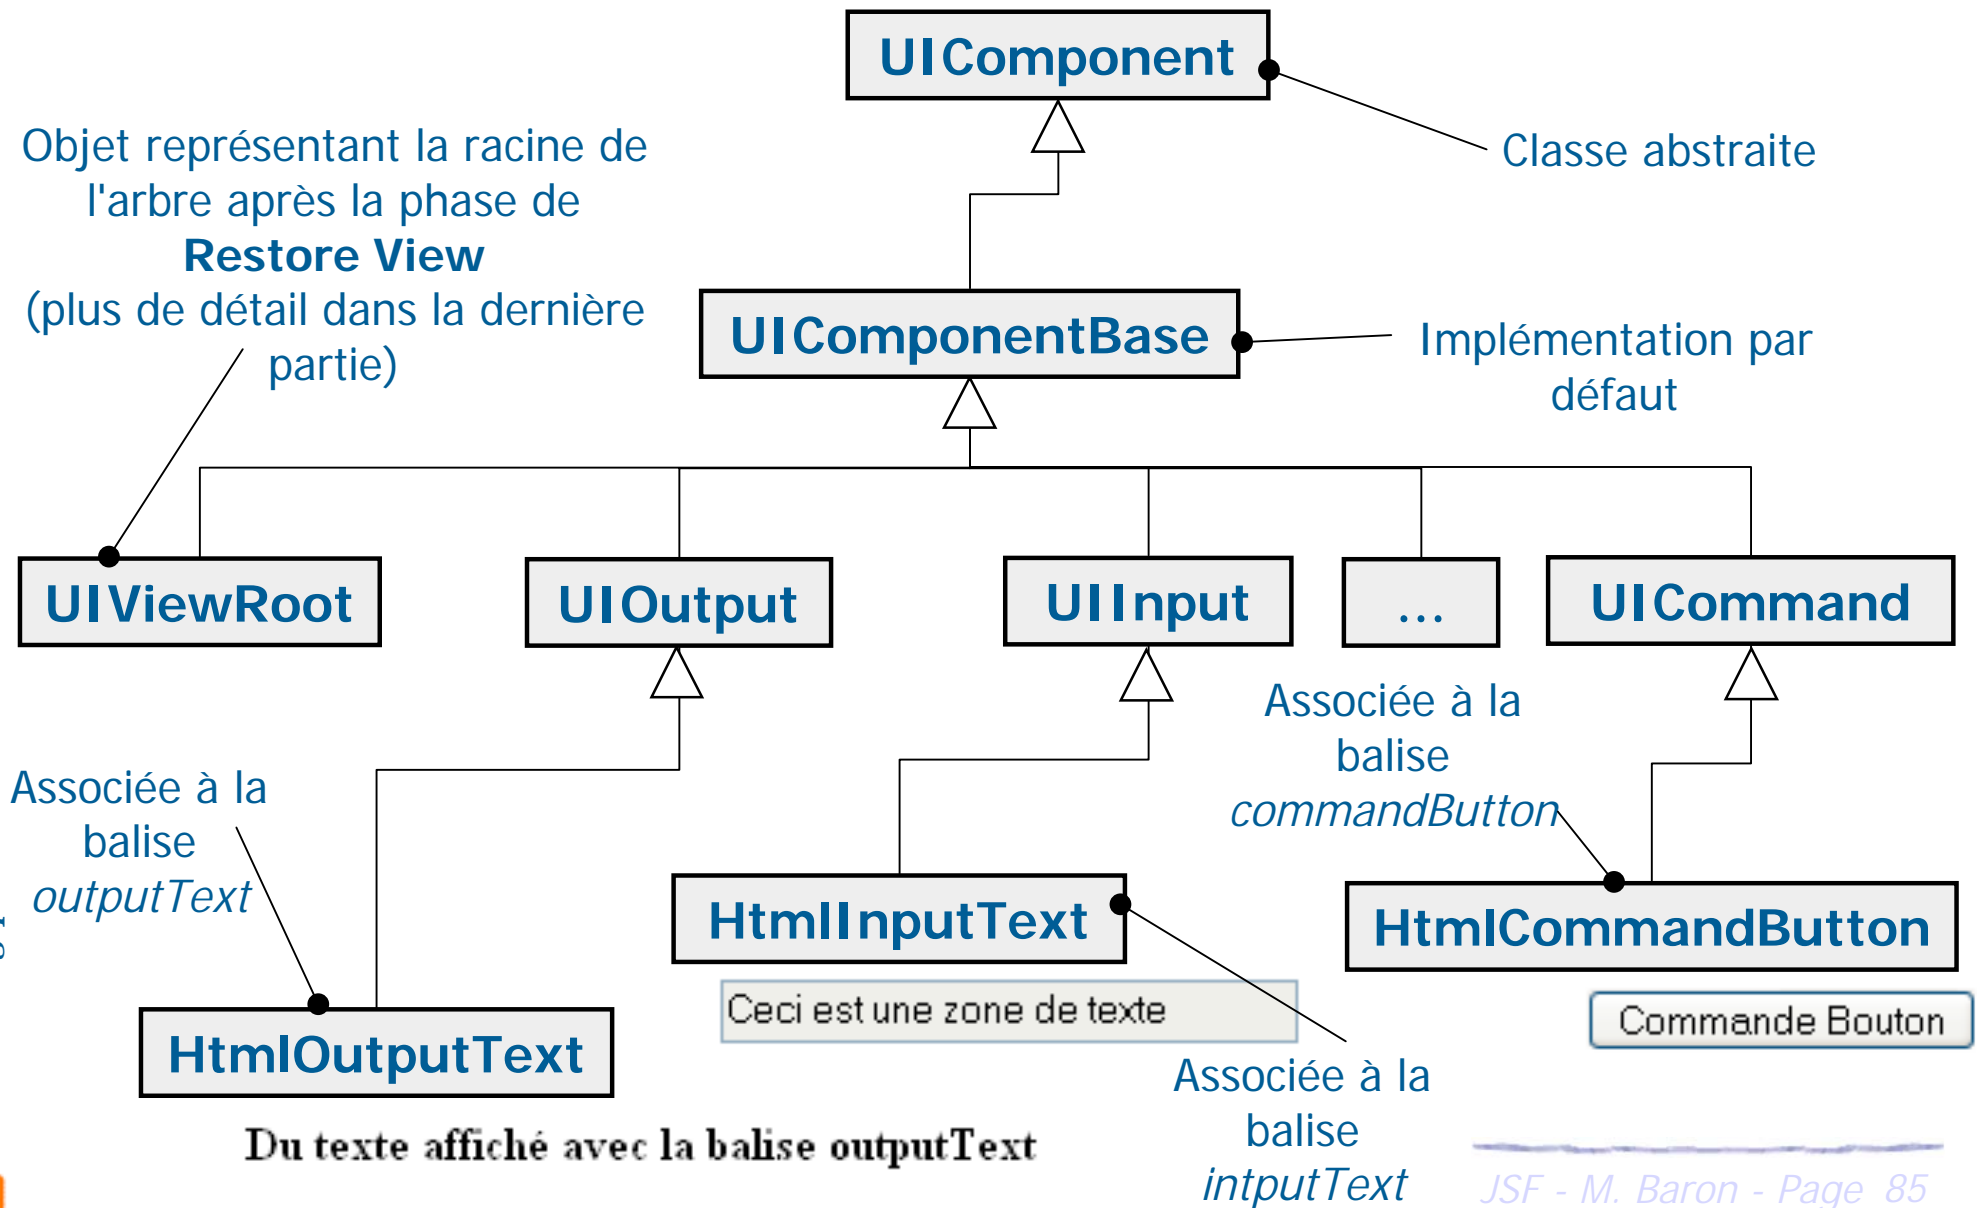 UIComponent
Objet représentant la racine de
l'arbre après la phase de
Restore View
(plus de détail dans la dernière
partie)
Classe abstraite
UIComponentBase
Implémentation par
défaut
UIViewRoot
UIOutput
UIInput
...
UICommand
Associée à la
balise
outputText
Associée à la
balise
commandButton
HtmlInputText
HtmlCommandButton
Ceci est une zone de texte
Commande Bouton
HtmlOutputText
Associée à la
balise
intputText
Du texte affiché avec la balise outputText
JSF - M. Baron - Page 85